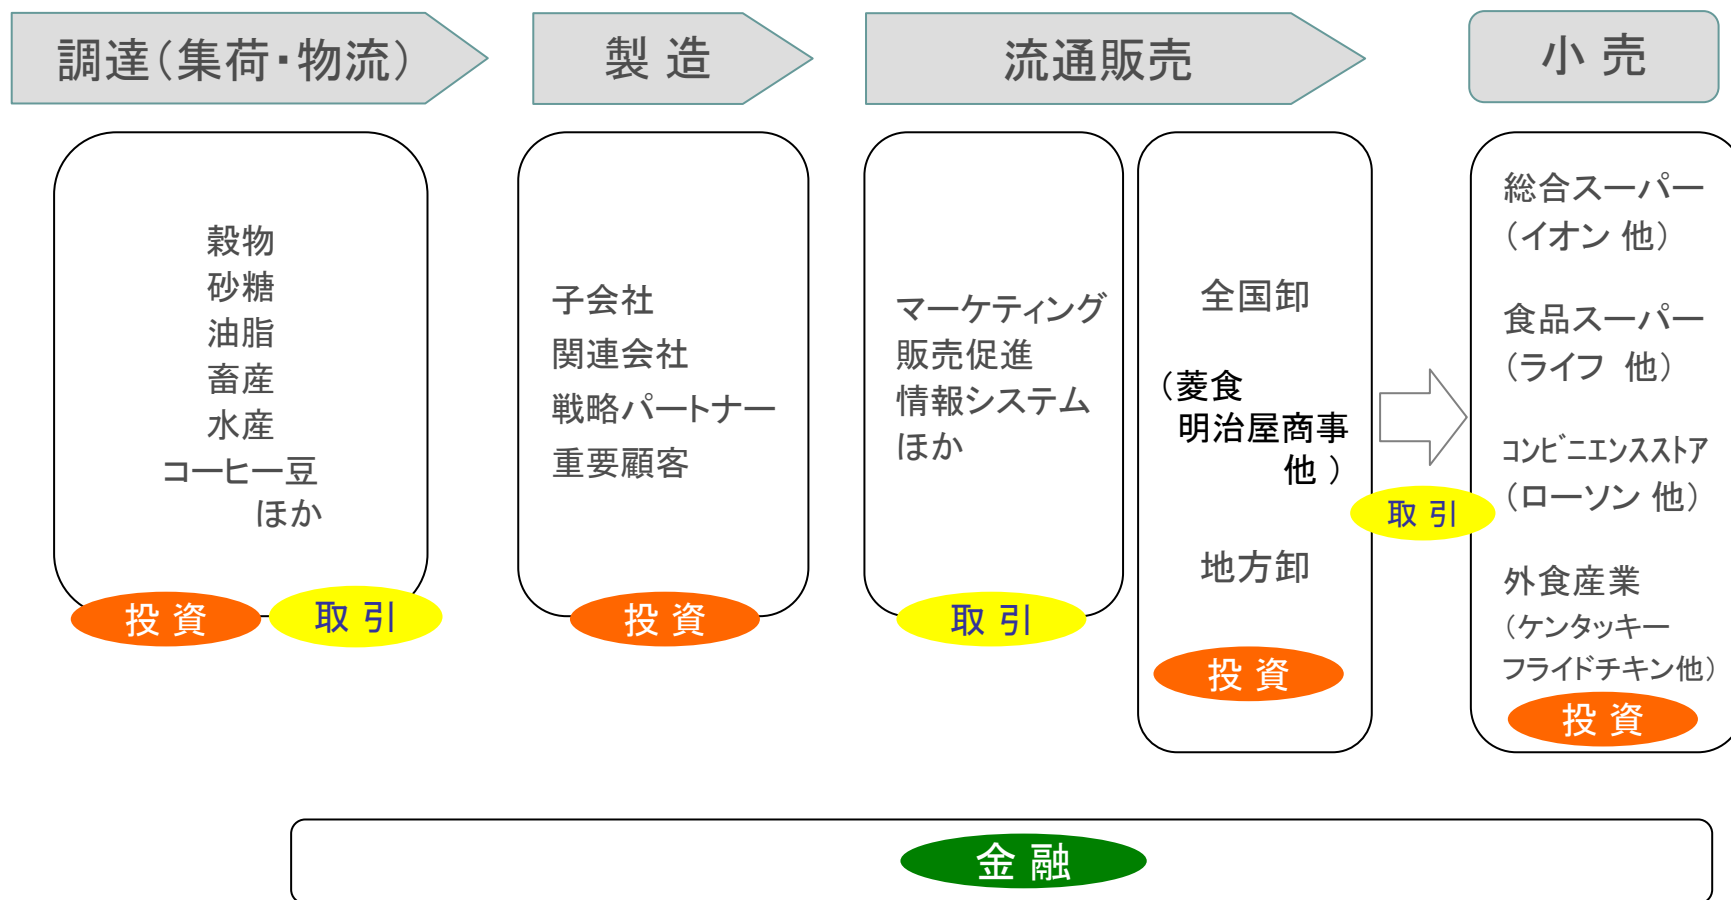 調達（集荷・物流）
製 造
流通販売
小 売
穀物
砂糖
油脂
畜産
水産
コーヒー豆
ほか
投 資
取 引
子会社
関連会社
戦略パートナー
重要顧客
投 資
マーケティング
販売促進
情報システム
ほか
取 引
全国卸
（菱食
明治屋商事
他 ）
地方卸
投 資
取 引
総合スーパー
（イオン 他）
食品スーパー
（ライフ 他）
コンビニエンスストア
（ローソン 他）
外食産業
（ケンタッキー
フライドチキン他）
投 資
金 融